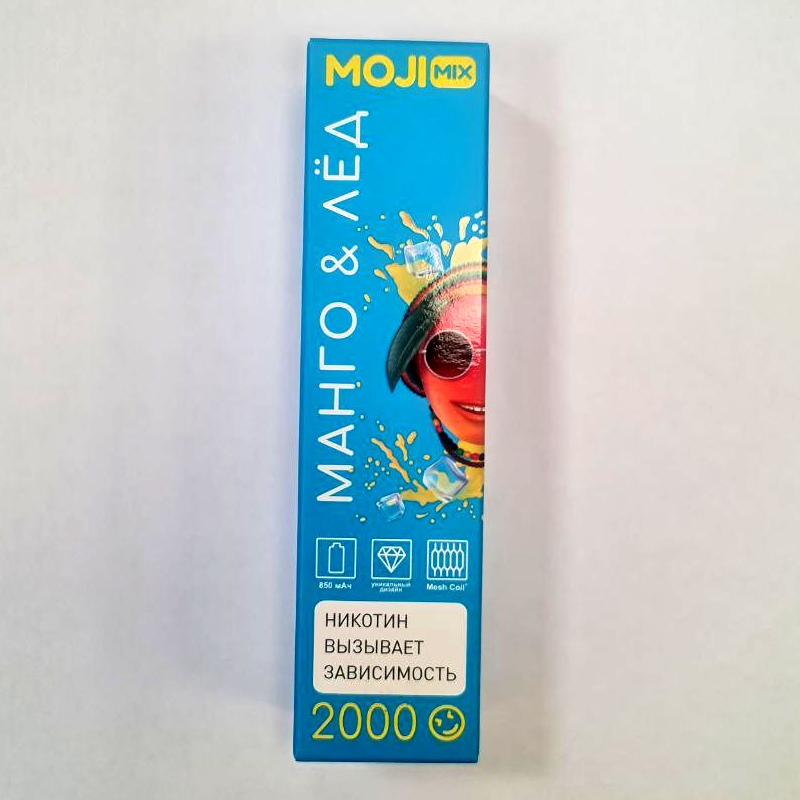 MOJI MIX
МАНГО & ЛЁД
850 мАч
уникальный
дизайн
Mesh Coil
НИКОТИН
ВЫЗЫВАЕТ
ЗАВИСИМОСТЬ
2000